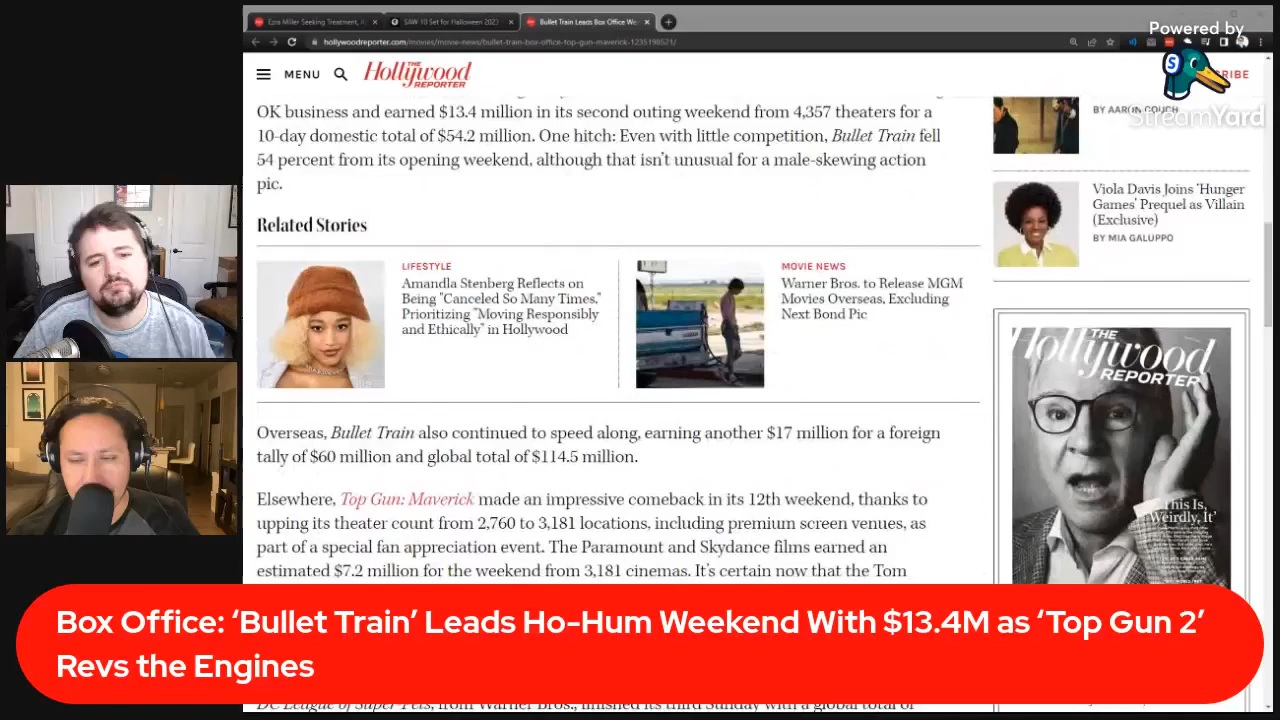 Ezra Miller Seeking Treatment,
SAW 10 Set for Halloween 2023
Bullet Train Leads Box Office
hollywoodreporter.com/movies/movie-news/bullet-train-box-office-top-gun-maverick-1235198521/
Powered by
StreamYard
MENU
THE
Hollywood
REPORTER
OK business and earned $13.4 million in its second outing weekend from 4,357 theaters for a
10-day domestic total of $54.2 million. One hitch: Even with little competition, Bullet Train fell
54 percent from its opening weekend, although that isn't unusual for a male-skewing action
pic.
Related Stories
LIFESTYLE
Amandla Stenberg Reflects on
Being "Canceled So Many Times,"
Prioritizing "Moving Responsibly
and Ethically" in Hollywood
MOVIE NEWS
Warner Bros. to Release MGM
Movies Overseas, Excluding
Next Bond Pic
BY AARON COUCH
Viola Davis Joins 'Hunger
Games' Prequel as Villain
(Exclusive)
BY MIA GALUPPO
THE
Hollywood
REPORTER
'This Is,
Weirdly, It'
Overseas, Bullet Train also continued to speed along, earning another $17 million for a foreign
tally of $60 million and global total of $114.5 million.
Elsewhere, Top Gun: Maverick made an impressive comeback in its 12th weekend, thanks to
upping its theater count from 2,760 to 3,181 locations, including premium screen venues, as
part of a special fan appreciation event. The Paramount and Skydance films earned an
estimated $7.2 million for the weekend from 3,181 cinemas. It's certain now that the Tom
Box Office: ‘Bullet Train’ Leads Ho-Hum Weekend With $13.4M as ‘Top Gun 2’
Revs the Engines
DC League of Super-Pets, from Warner Bros., finished its third Sunday with a global total of